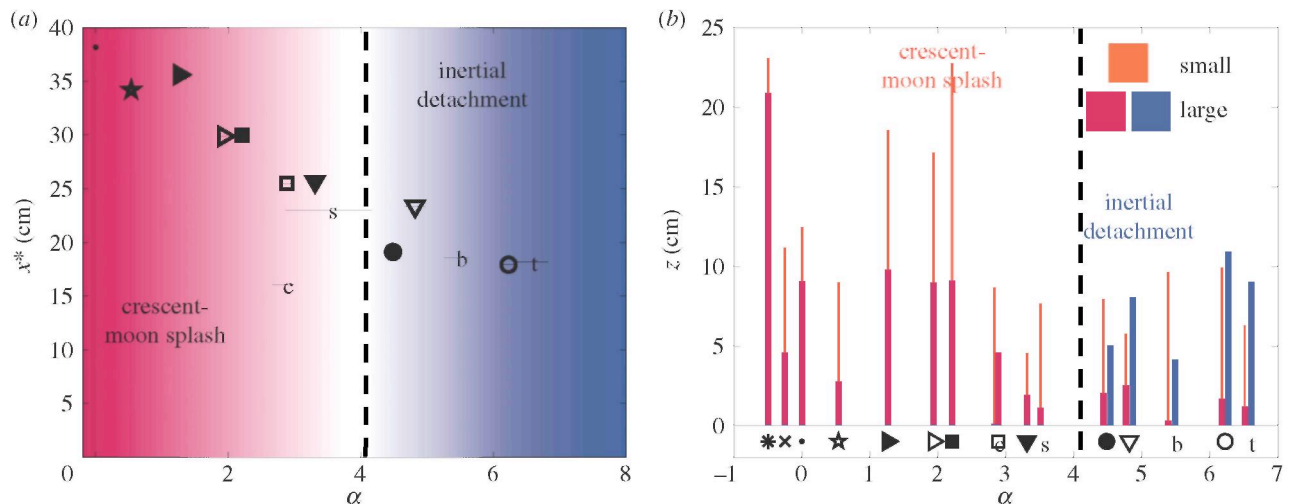 (a)
40
35
30
25
20
15
10
5
0
x* (cm)
inertial
detachment
crescent-
moon splash
s
c
b
t
2
4
6
8
α
(b)
25
20
15
10
5
0
z (cm)
crescent-
moon splash
small
large
inertial
detachment
c
s
b
t
–1
0
1
2
3
4
5
6
7
α